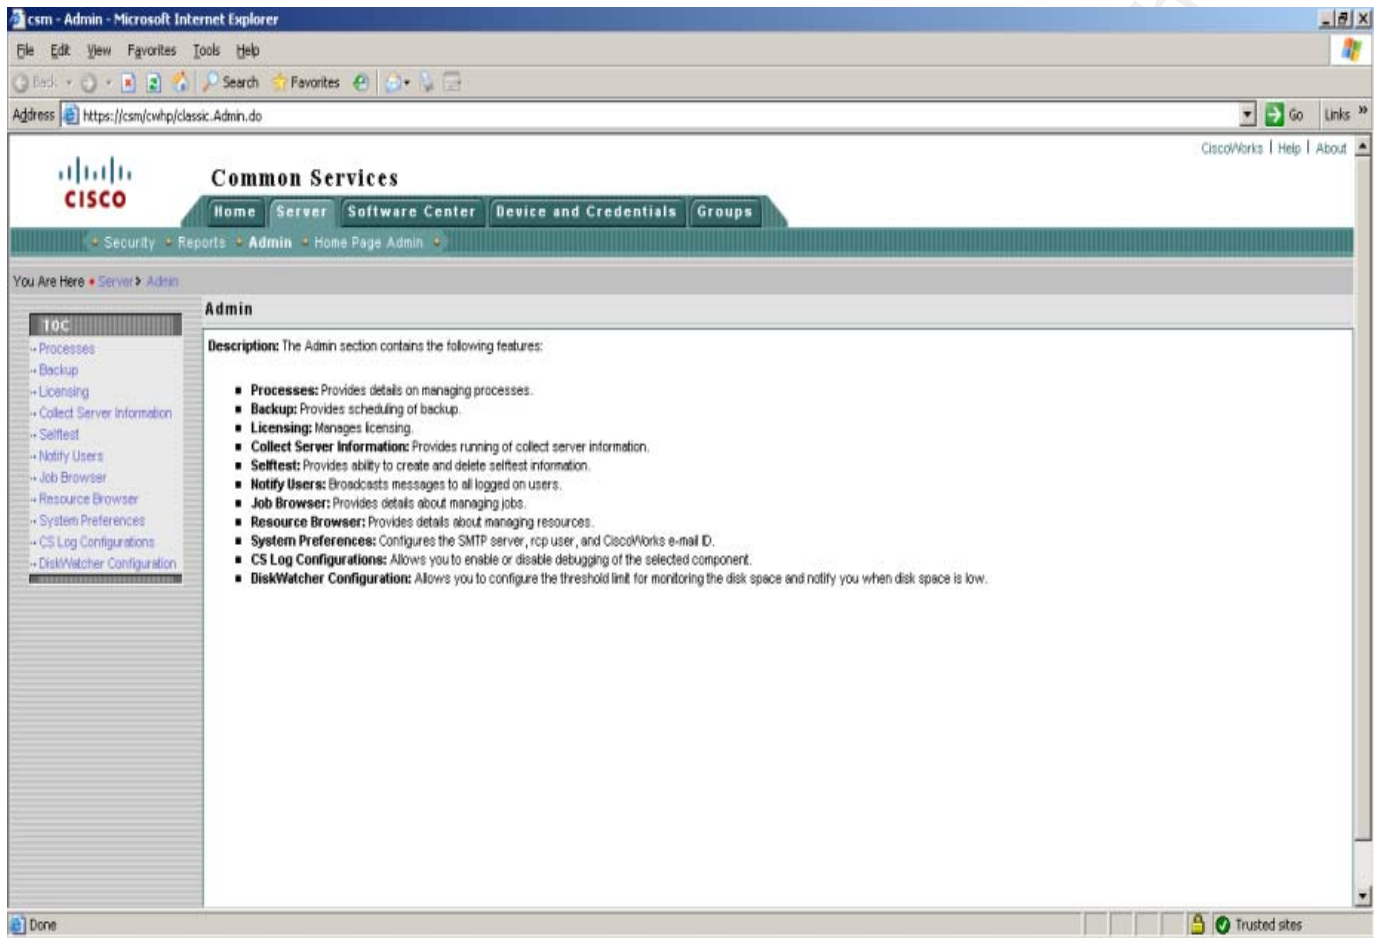 csm - Admin - Microsoft Internet Explorer
File Edit View Favorites Tools Help
Back Search Favorites
Address https://csm/cwhp/classic.Admin.do Go Links »
CiscoWorks | Help | About
CISCO
Common Services
Home Server Software Center Device and Credentials Groups
Security Reports Admin Home Page Admin
You Are Here Server > Admin
TOC
Processes
Backup
Licensing
Collect Server Information
Selftest
Notify Users
Job Browser
Resource Browser
System Preferences
CS Log Configurations
DiskWatcher Configuration
Admin
Description: The Admin section contains the following features:
Processes: Provides details on managing processes.
Backup: Provides scheduling of backup.
Licensing: Manages licensing.
Collect Server Information: Provides running of collect server information.
Selftest: Provides ability to create and delete selftest information.
Notify Users: Broadcasts messages to all logged on users.
Job Browser: Provides details about managing jobs.
Resource Browser: Provides details about managing resources.
System Preferences: Configures the SMTP server, rcp user, and CiscoWorks e-mail ID.
CS Log Configurations: Allows you to enable or disable debugging of the selected component.
DiskWatcher Configuration: Allows you to configure the threshold limit for monitoring the disk space and notify you when disk space is low.
Done Trusted sites